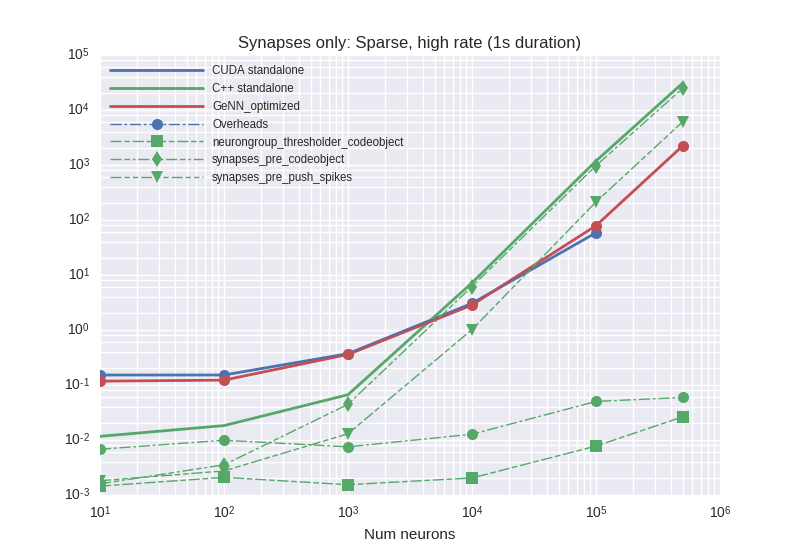 Synapses only: Sparse, high rate (1s duration)
10^5
10^4
10^3
10^2
10^1
10^0
10^-1
10^-2
10^-3
CUDA standalone
C++ standalone
GeNN_optimized
Overheads
neurongroup_thresholder_codeobject
synapses_pre_codeobject
synapses_pre_push_spikes
10^1 10^2 10^3 10^4 10^5 10^6
Num neurons